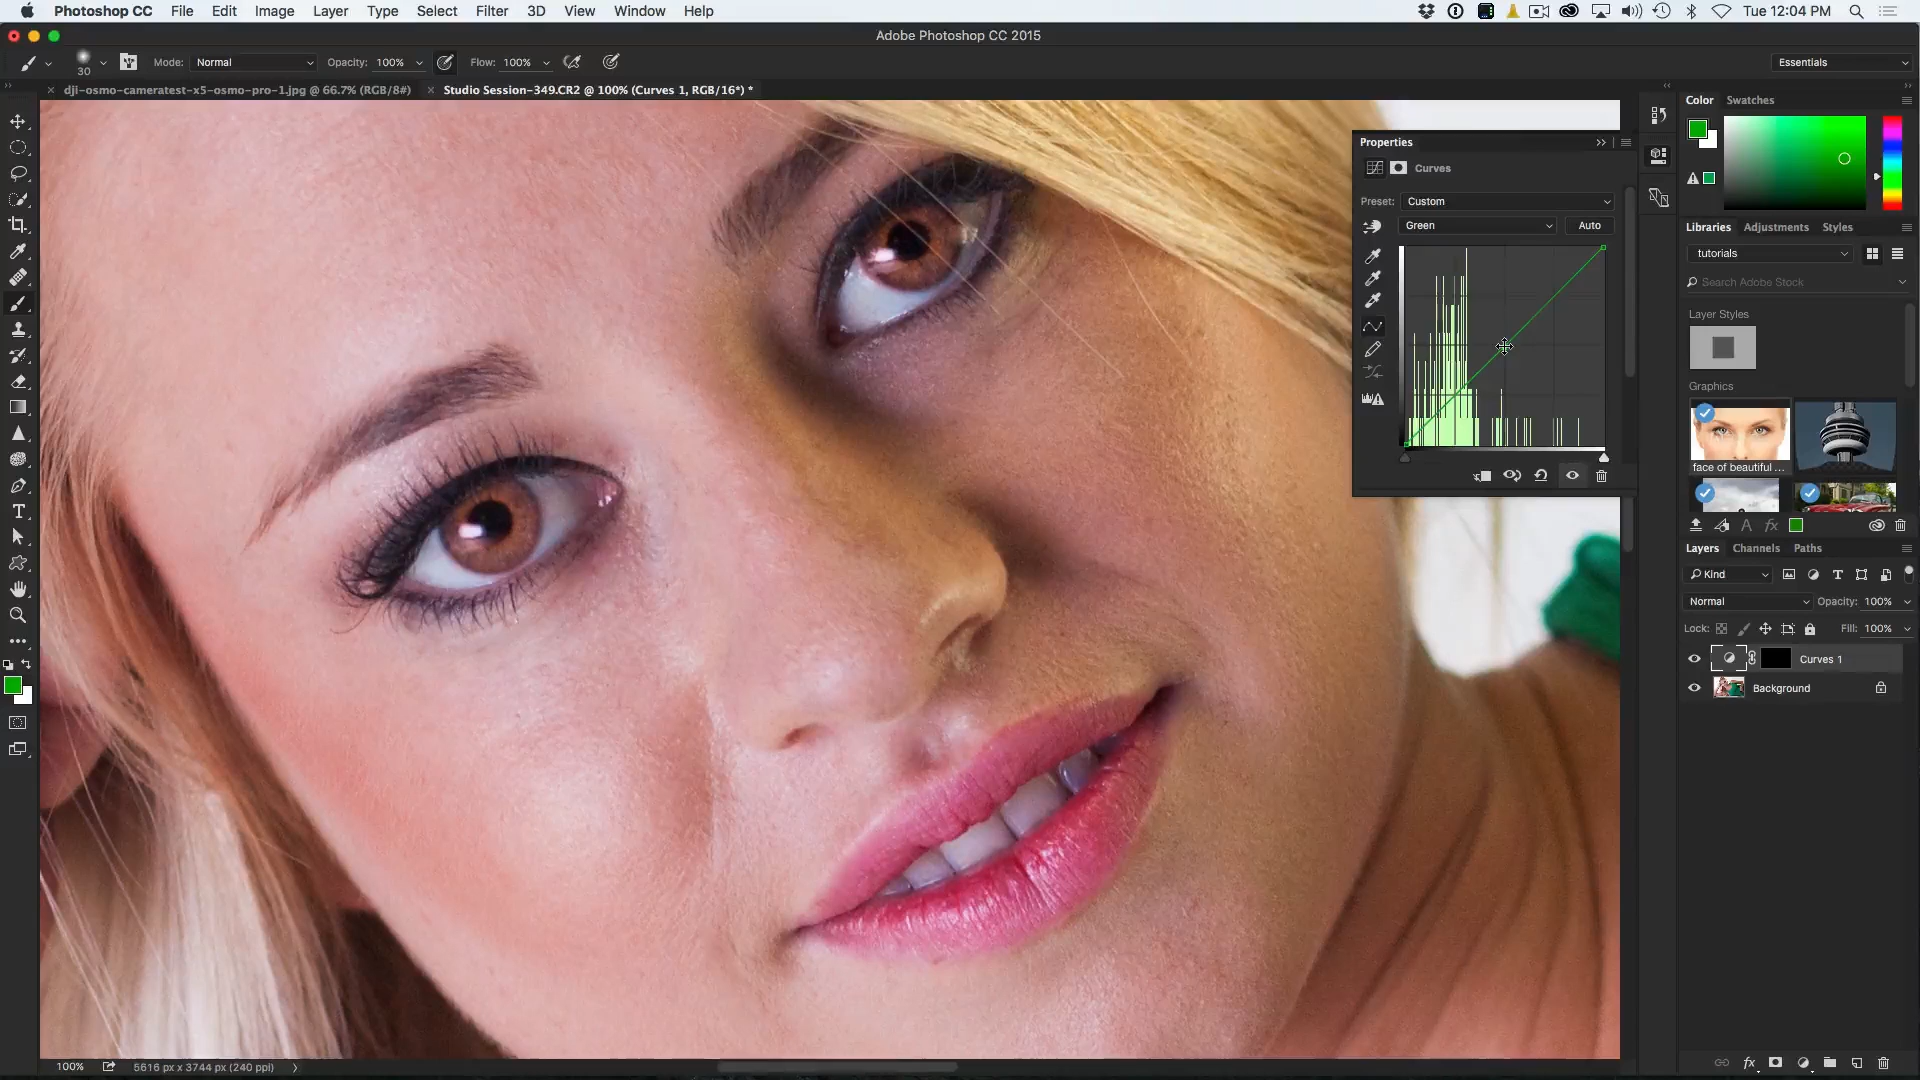 Photoshop CC File Edit Image Layer Type Select Filter 3D View Window Help Tue 12:04 PM
Adobe Photoshop CC 2015
30 Mode: Normal Opacity: 100% Flow: 100% Essentials
dji-osmo-cameratest-x5-osmo-pro-1.jpg @ 66.7% (RGB/8#) Studio Session-349.CR2 @ 100% (Curves 1, RGB/16*) *
Properties
Curves
Preset: Custom
Green Auto
Color Swatches
Libraries Adjustments Styles
tutorials
Search Adobe Stock
Layer Styles
Graphics
face of beautiful ...
Layers Channels Paths
Kind
Normal Opacity: 100%
Lock: Fill: 100%
Curves 1
Background
100% 5616 px x 3744 px (240 ppi)